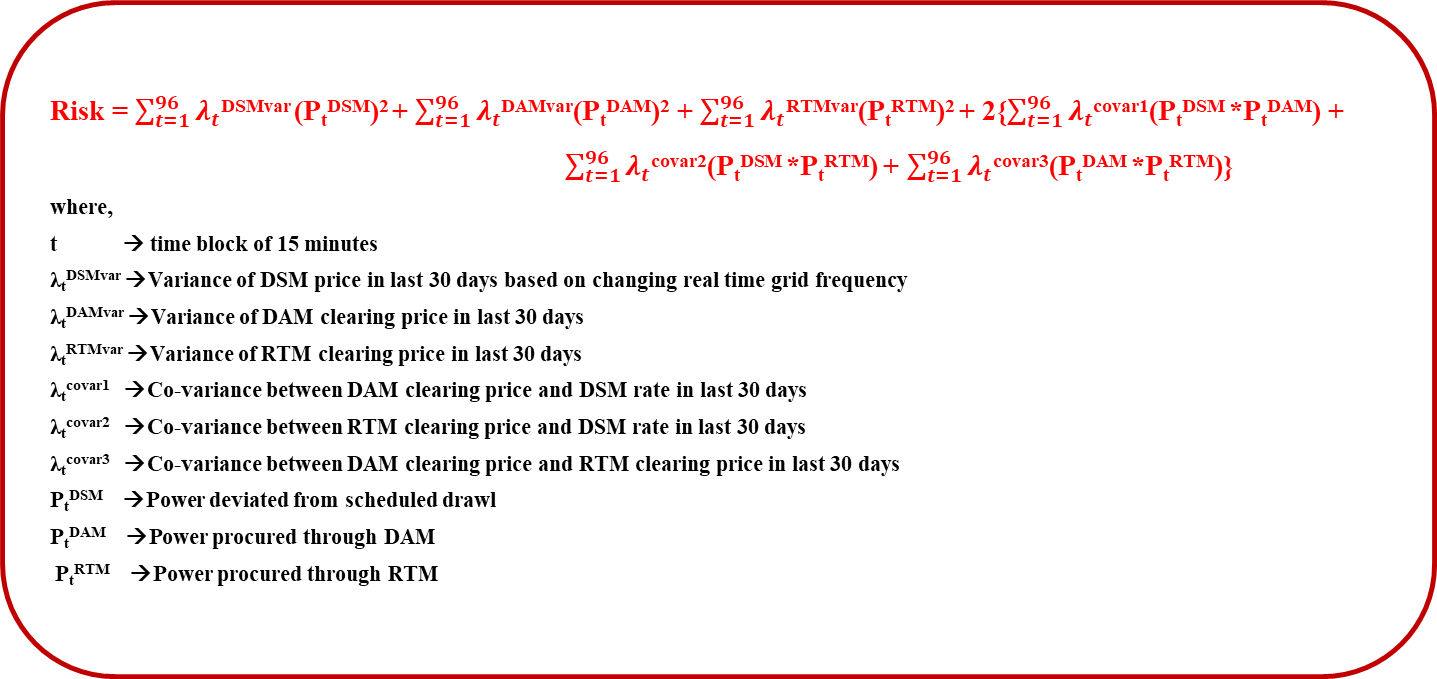 Risk = ∑⁹⁶ₜ₌₁ λₜᴰˢᴹᵛᵃʳ (Pₜᴰˢᴹ)² + ∑⁹⁶ₜ₌₁ λₜᴰᴬᴹᵛᵃʳ(Pₜᴰᴬᴹ)² + ∑⁹⁶ₜ₌₁ λₜᴿᵀᴹᵛᵃʳ(Pₜᴿᵀᴹ)² + 2{∑⁹⁶ₜ₌₁ λₜᶜᵒᵛᵃʳ¹(Pₜᴰˢᴹ *Pₜᴰᴬᴹ) +
∑⁹⁶ₜ₌₁ λₜᶜᵒᵛᵃʳ²(Pₜᴰˢᴹ *Pₜᴿᵀᴹ) + ∑⁹⁶ₜ₌₁ λₜᶜᵒᵛᵃʳ³(Pₜᴰᴬᴹ *Pₜᴿᵀᴹ)}
where,
t → time block of 15 minutes
λₜᴰˢᴹᵛᵃʳ → Variance of DSM price in last 30 days based on changing real time grid frequency
λₜᴰᴬᴹᵛᵃʳ → Variance of DAM clearing price in last 30 days
λₜᴿᵀᴹᵛᵃʳ → Variance of RTM clearing price in last 30 days
λₜᶜᵒᵛᵃʳ¹ → Co-variance between DAM clearing price and DSM rate in last 30 days
λₜᶜᵒᵛᵃʳ² → Co-variance between RTM clearing price and DSM rate in last 30 days
λₜᶜᵒᵛᵃʳ³ → Co-variance between DAM clearing price and RTM clearing price in last 30 days
Pₜᴰˢᴹ → Power deviated from scheduled drawl
Pₜᴰᴬᴹ → Power procured through DAM
Pₜᴿᵀᴹ → Power procured through RTM